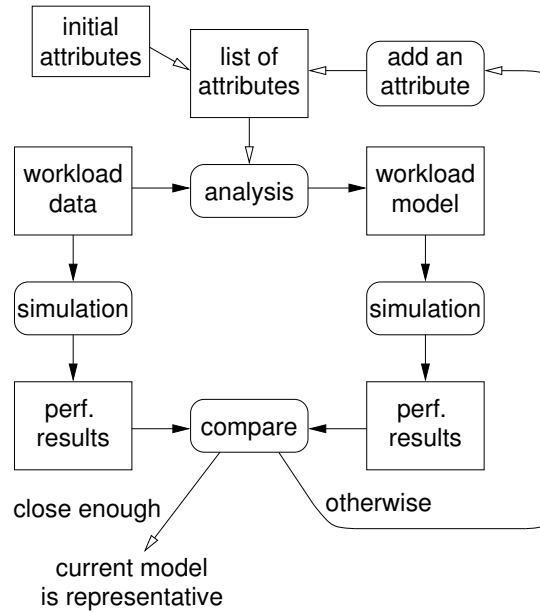 initial
attributes
list of
attributes
add an
attribute
workload
data
analysis
workload
model
simulation
simulation
perf.
results
compare
perf.
results
close enough
otherwise
current model
is representative